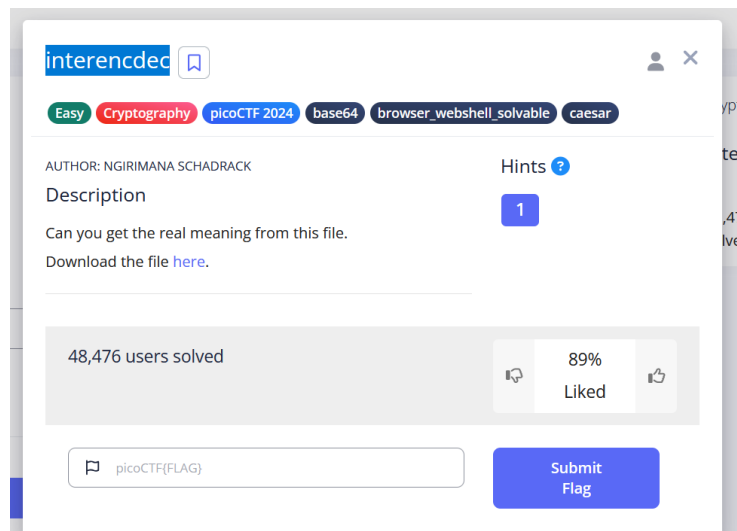 interencdec
Easy Cryptography picoCTF 2024 base64 browser_webshell_solvable caesar
AUTHOR: NGIRIMANA SCHADRACK
Description
Can you get the real meaning from this file.
Download the file here.
Hints ?
1
48,476 users solved
89%
Liked
picoCTF{FLAG}
Submit
Flag